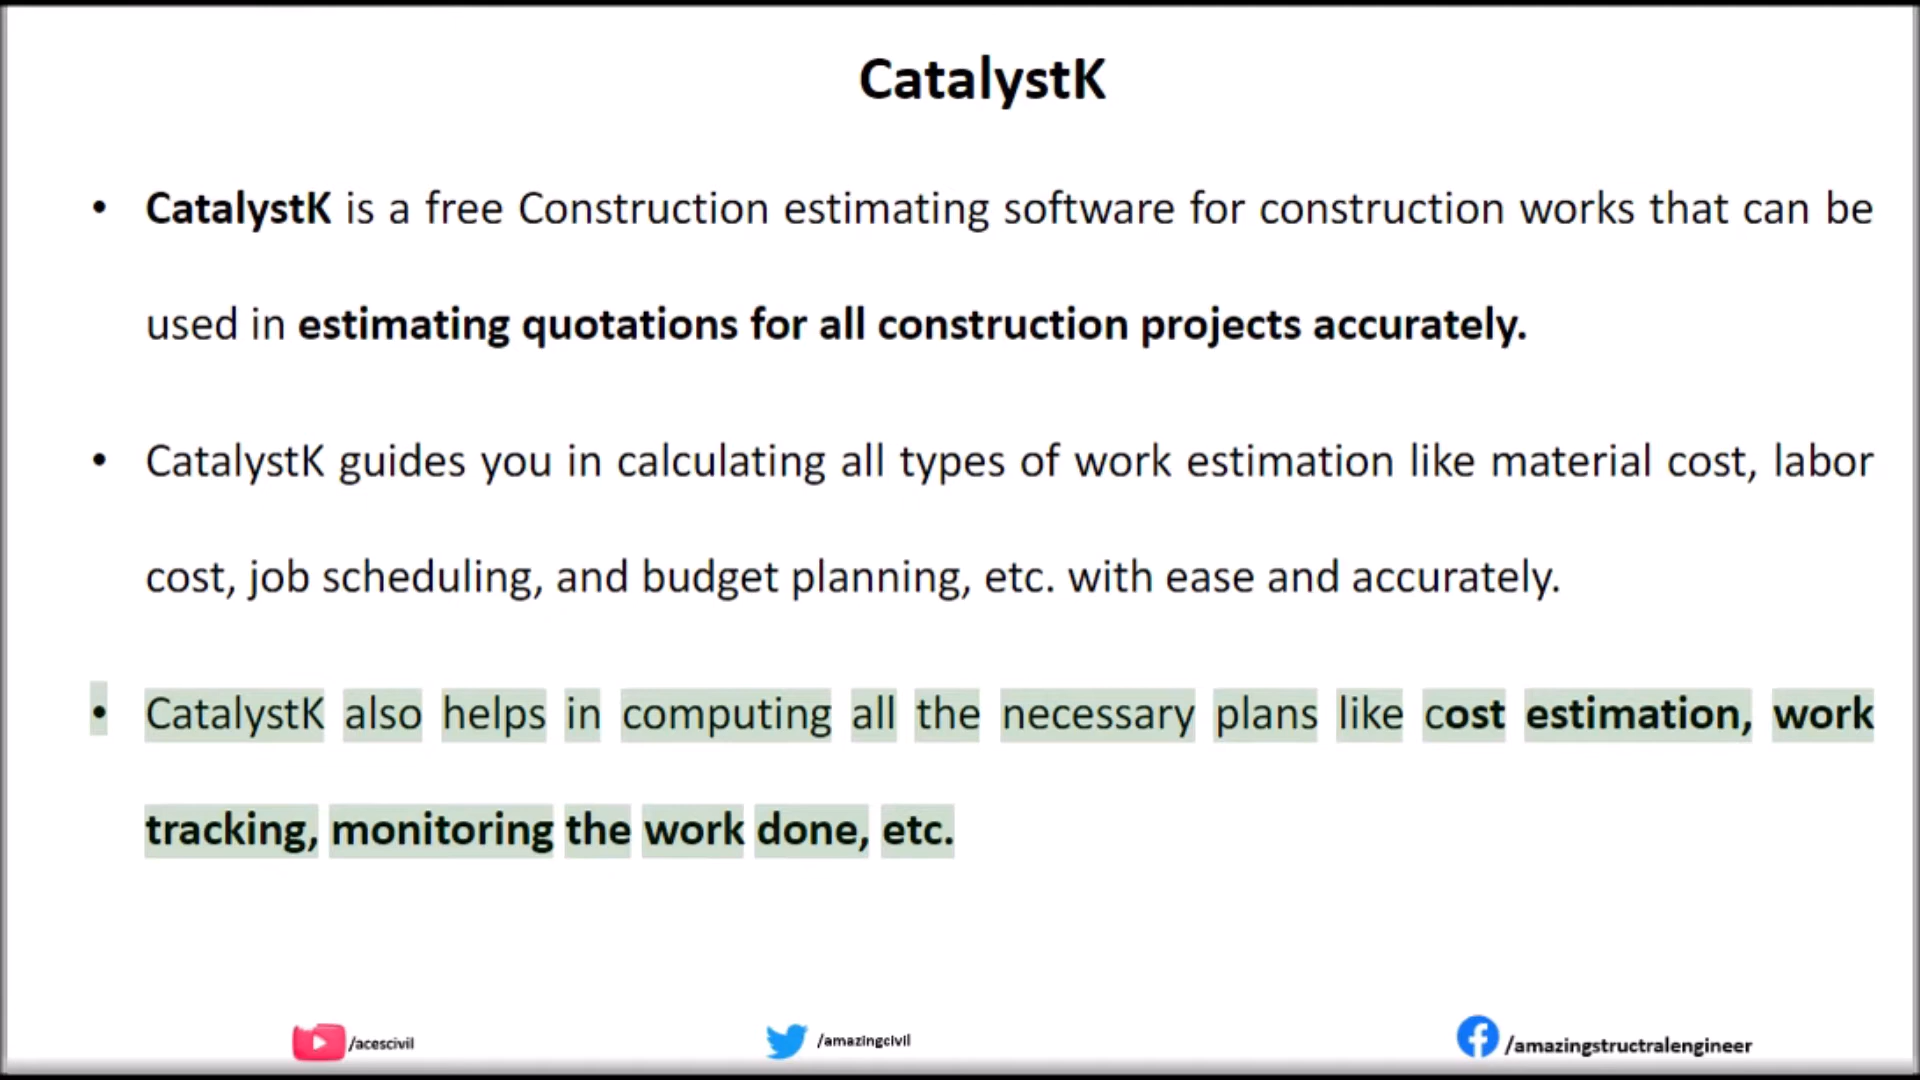 CatalystK
• CatalystK is a free Construction estimating software for construction works that can be
used in estimating quotations for all construction projects accurately.
• CatalystK guides you in calculating all types of work estimation like material cost, labor
cost, job scheduling, and budget planning, etc. with ease and accurately.
• CatalystK also helps in computing all the necessary plans like cost estimation, work
tracking, monitoring the work done, etc.
/acescivil
/amazingcivil
/amazingstructralengineer